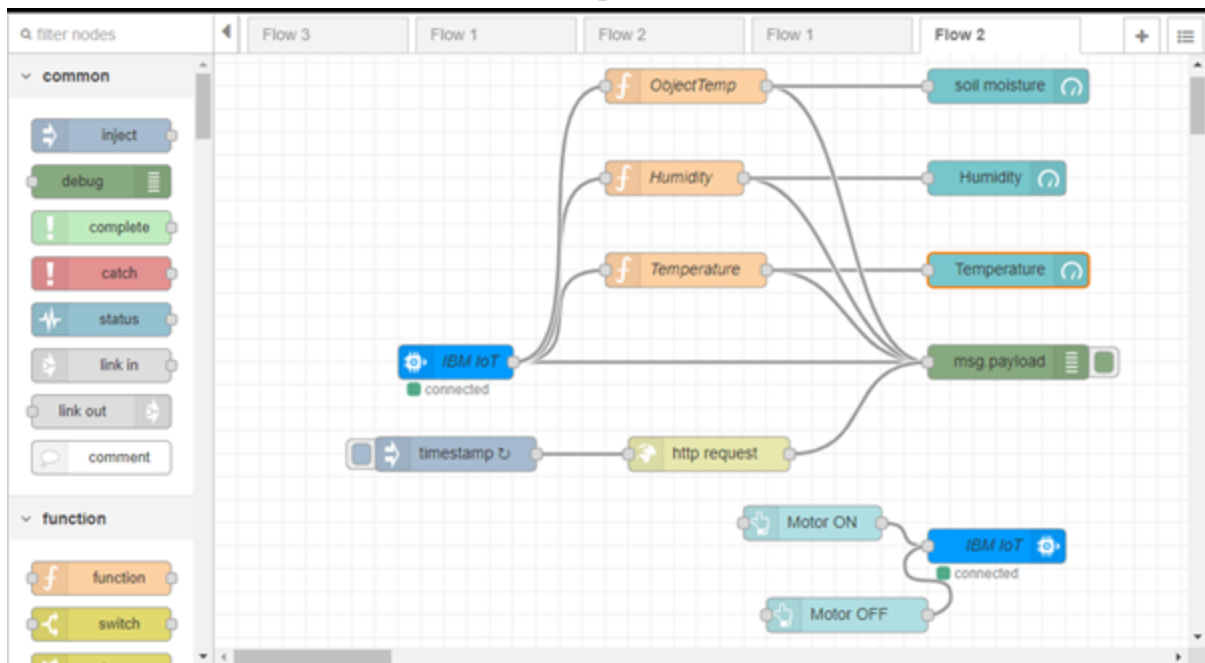 filter nodes
Flow 3
Flow 1
Flow 2
Flow 1
Flow 2
common
inject
debug
complete
catch
status
link in
link out
comment
function
function
switch
ObjectTemp
soil moisture
Humidity
Humidity
Temperature
Temperature
IBM IoT
connected
msg.payload
timestamp ↻
http request
Motor ON
IBM IoT
connected
Motor OFF